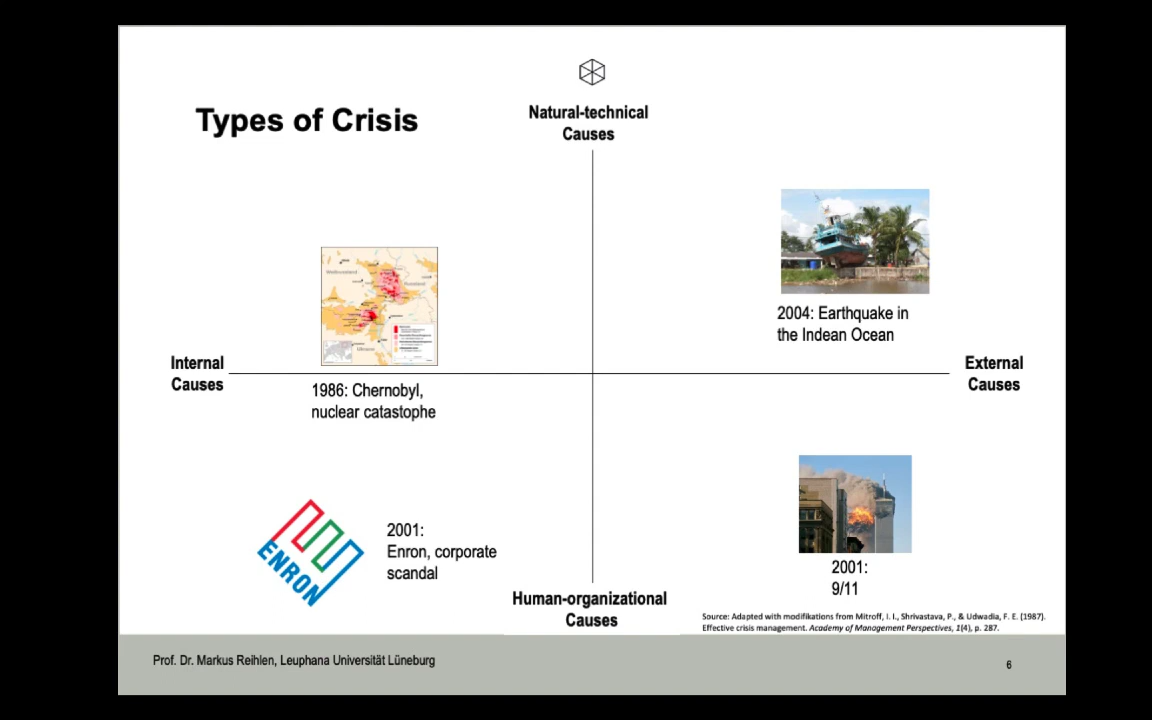 Types of Crisis
Natural-technical
Causes
2004: Earthquake in
the Indean Ocean
Internal
Causes
External
Causes
1986: Chernobyl,
nuclear catastophe
ENRON
2001:
Enron, corporate
scandal
2001:
9/11
Human-organizational
Causes
Source: Adapted with modifikations from Mitroff, I. I., Shrivastava, P., & Udwadia, F. E. (1987).
Effective crisis management. Academy of Management Perspectives, 1(4), p. 287.
Prof. Dr. Markus Reihlen, Leuphana Universität Lüneburg
6